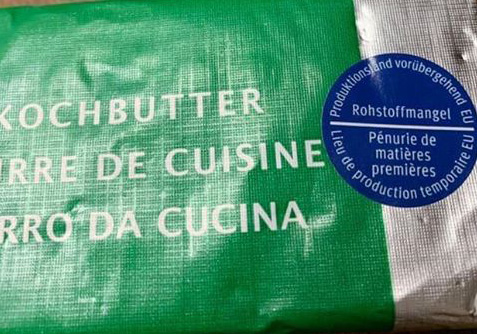 KOCHBUTTER
RRE DE CUISINE
RRO DA CUCINA
Produktionsland vorübergehend EU
Rohstoffmangel
Pénurie de
matières
premières
Lieu de production temporaire EU